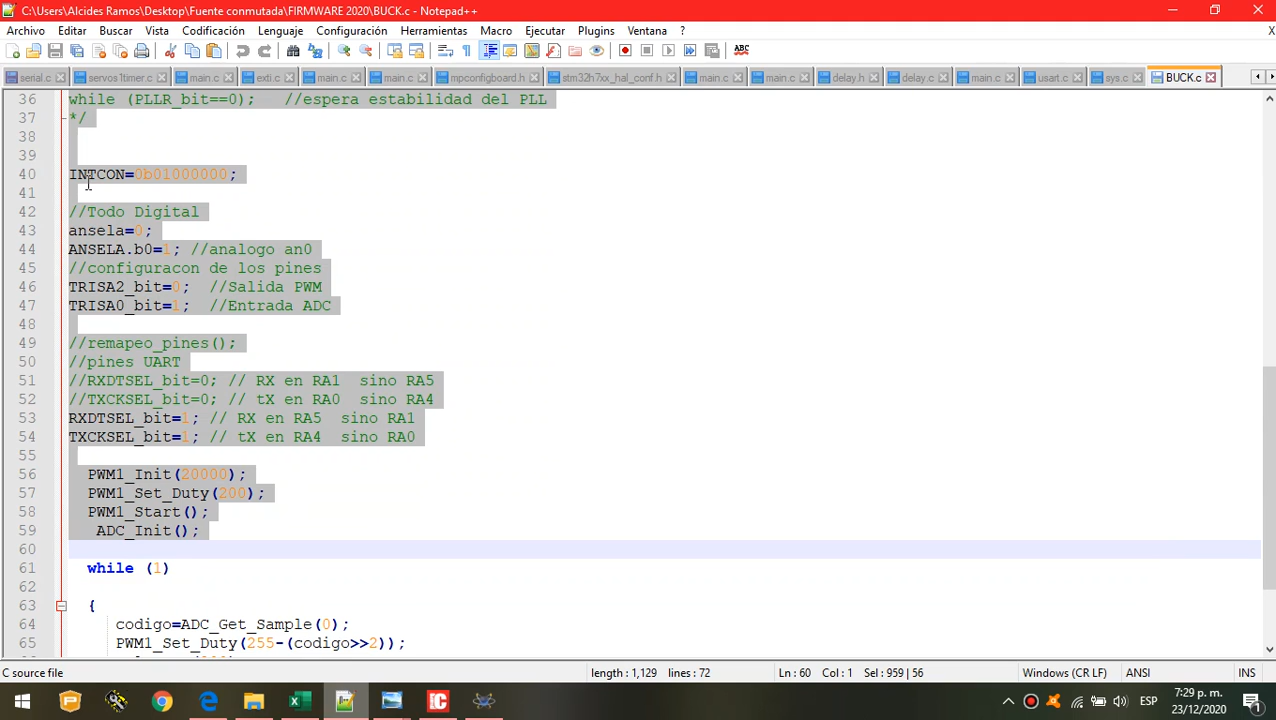 C:\Users\Alcides Ramos\Desktop\Fuente conmutada\FIRMWARE 2020\BUCK.c - Notepad++
Archivo Editar Buscar Vista Codificación Lenguaje Configuración Herramientas Macro Ejecutar Plugins Ventana ?
serial.c servos1timer.c main.c exti.c main.c main.c mpconfigboard.h stm32h7xx_hal_conf.h main.c main.c delay.h delay.c main.c usart.c sys.c BUCK.c
36 while (PLLR_bit==0); //espera estabilidad del PLL
37 */
38
39
40 INTCON=0b01000000;
41
42 //Todo Digital
43 ansela=0;
44 ANSELA.b0=1; //analogo an0
45 //configuracon de los pines
46 TRISA2_bit=0; //Salida PWM
47 TRISA0_bit=1; //Entrada ADC
48
49 //remapeo_pines();
50 //pines UART
51 //RXDTSEL_bit=0; // RX en RA1 sino RA5
52 //TXCKSEL_bit=0; // tX en RA0 sino RA4
53 RXDTSEL_bit=1; // RX en RA5 sino RA1
54 TXCKSEL_bit=1; // tX en RA4 sino RA0
55
56 PWM1_Init(20000);
57 PWM1_Set_Duty(200);
58 PWM1_Start();
59 ADC_Init();
60
61 while (1)
62
63 {
64 codigo=ADC_Get_Sample(0);
65 PWM1_Set_Duty(255-(codigo>>2));
C source file length : 1,129 lines : 72 Ln : 60 Col : 1 Sel : 959 | 56 Windows (CR LF) ANSI INS
ESP 7:29 p. m.
23/12/2020